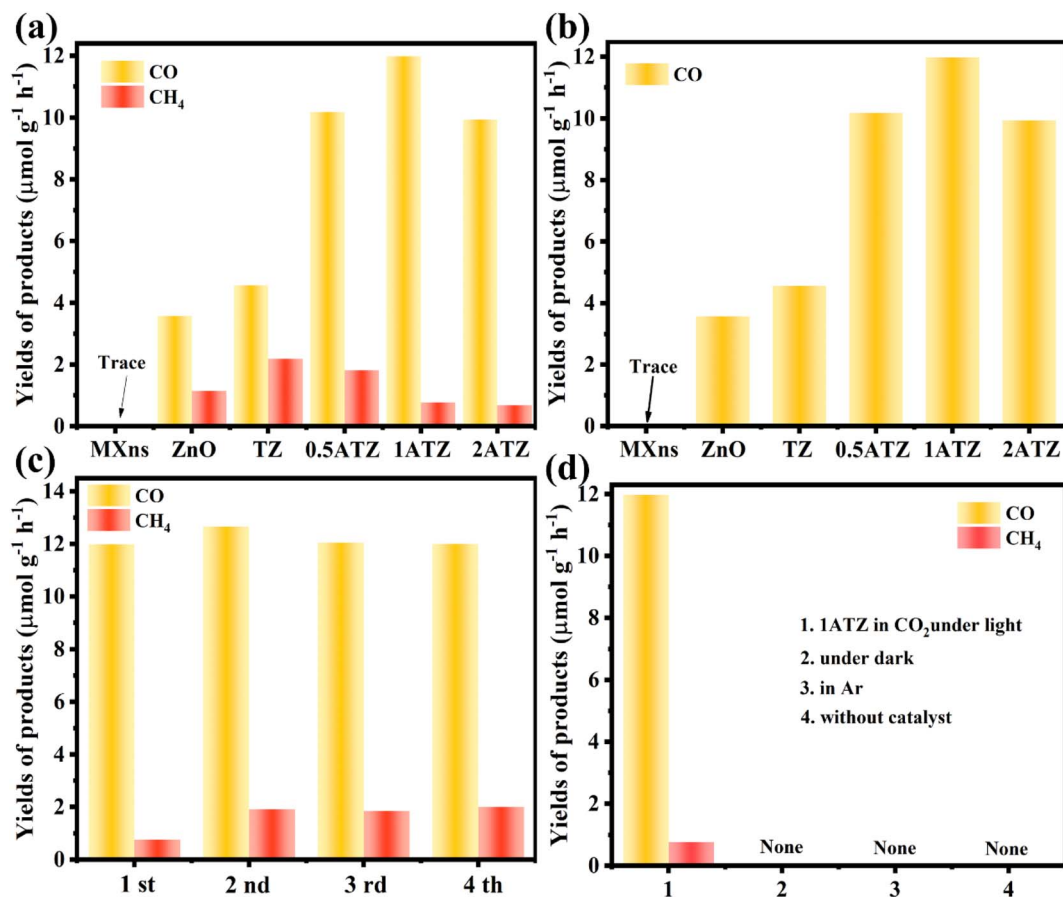 (a)
Yields of products (μmol g⁻¹ h⁻¹)
12
10
8
6
4
2
0
CO
CH₄
Trace
MXns ZnO TZ 0.5ATZ 1ATZ 2ATZ
(b)
Yields of products (μmol g⁻¹ h⁻¹)
12
10
8
6
4
2
0
CO
Trace
MXns ZnO TZ 0.5ATZ 1ATZ 2ATZ
(c)
Yields of products (μmol g⁻¹ h⁻¹)
14
12
10
8
6
4
2
0
CO
CH₄
1 st 2 nd 3 rd 4 th
(d)
Yields of products (μmol g⁻¹ h⁻¹)
12
10
8
6
4
2
0
CO
CH₄
1. 1ATZ in CO₂under light
2. under dark
3. in Ar
4. without catalyst
None None None
1 2 3 4